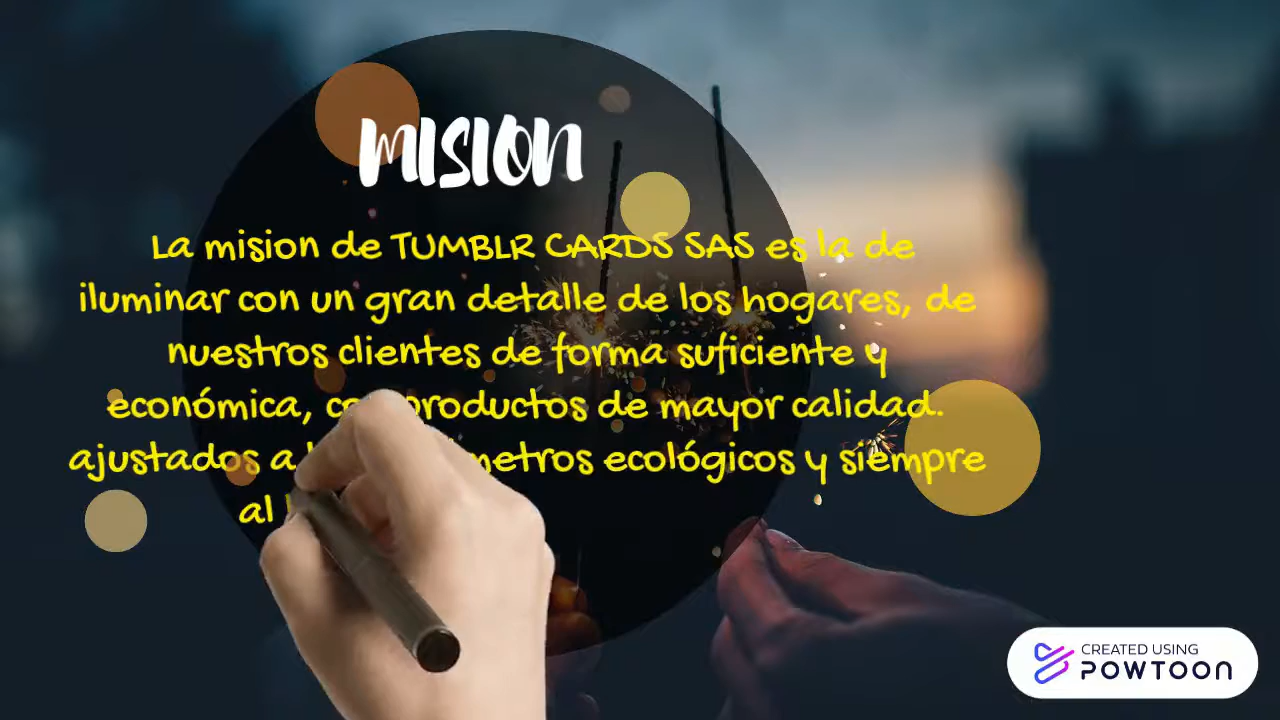 MISION
La mision de TUMBLR CARDS SAS es la de
iluminar con un gran detalle de los hogares, de
nuestros clientes de forma suficiente y
económica, productos de mayor calidad.
ajustados a ecológicos y siempre
al
CREATED USING
POWTOON